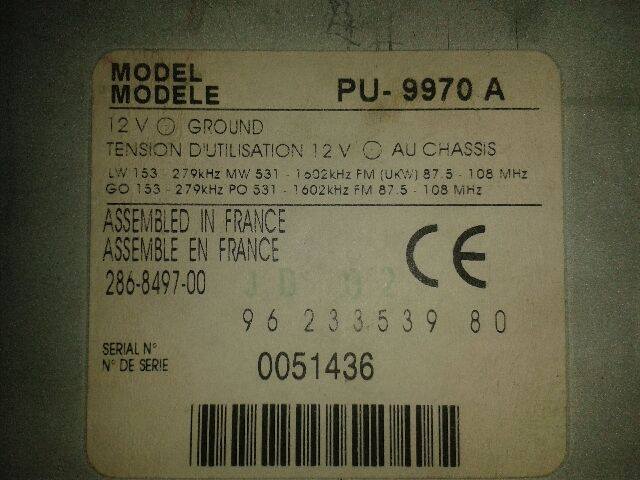 MODEL
MODELE PU- 9970 A
12 V ⊖ GROUND
TENSION D'UTILISATION 12 V ⊖ AU CHASSIS
LW 153 - 279kHz MW 531 - 1602kHz FM (UKW) 87.5 - 108 MHz
GO 153 - 279kHz PO 531 - 1602kHz FM 87.5 - 108 MHz
ASSEMBLED IN FRANCE
ASSEMBLE EN FRANCE
CE
286-8497-00
96 233539 80
SERIAL N°
N° DE SERIE
0051436